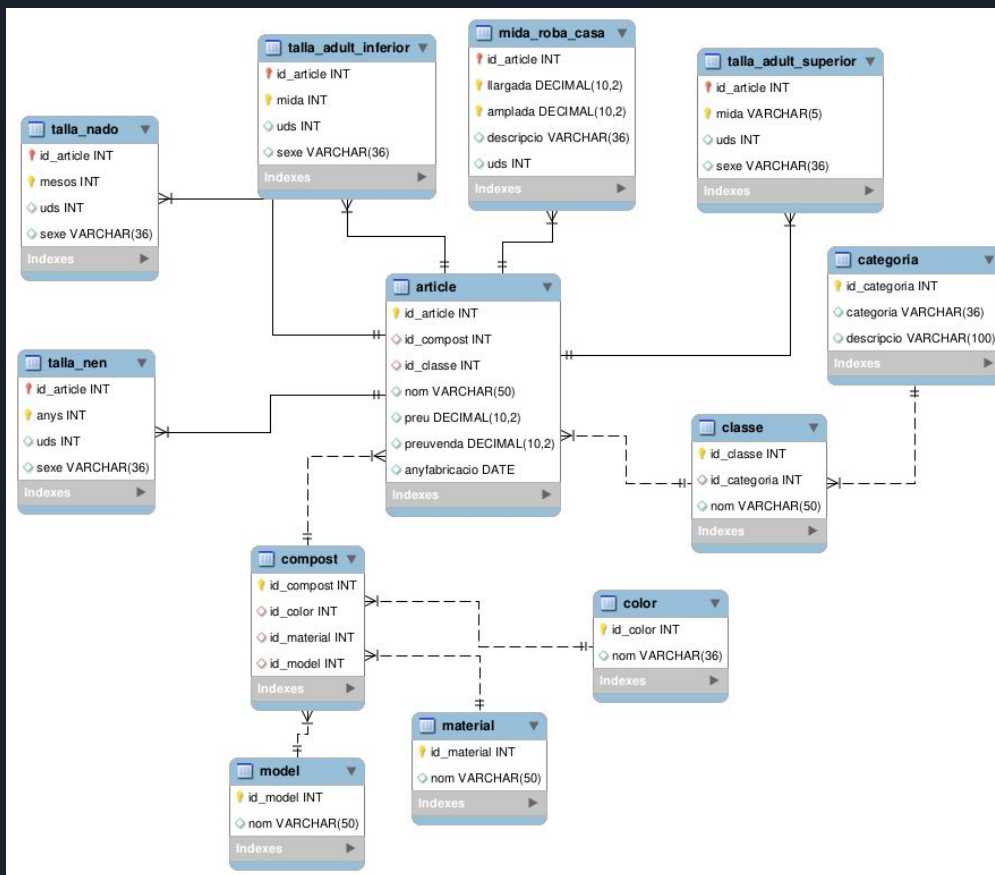 talla_adult_inferior
id_article INT
mida INT
uds INT
sexe VARCHAR(36)
Indexes
mida_roba_casa
id_article INT
llargada DECIMAL(10,2)
amplada DECIMAL(10,2)
descripcio VARCHAR(36)
uds INT
Indexes
talla_adult_superior
id_article INT
mida VARCHAR(5)
uds INT
sexe VARCHAR(36)
Indexes
talla_nado
id_article INT
mesos INT
uds INT
sexe VARCHAR(36)
Indexes
categoria
id_categoria INT
categoria VARCHAR(36)
descripcio VARCHAR(100)
Indexes
article
id_article INT
id_compost INT
id_classe INT
nom VARCHAR(50)
preu DECIMAL(10,2)
preuvenda DECIMAL(10,2)
anyfabricacio DATE
Indexes
talla_nen
id_article INT
anys INT
uds INT
sexe VARCHAR(36)
Indexes
classe
id_classe INT
id_categoria INT
nom VARCHAR(50)
Indexes
compost
id_compost INT
id_color INT
id_material INT
id_model INT
Indexes
color
id_color INT
nom VARCHAR(36)
Indexes
material
id_material INT
nom VARCHAR(50)
Indexes
model
id_model INT
nom VARCHAR(50)
Indexes